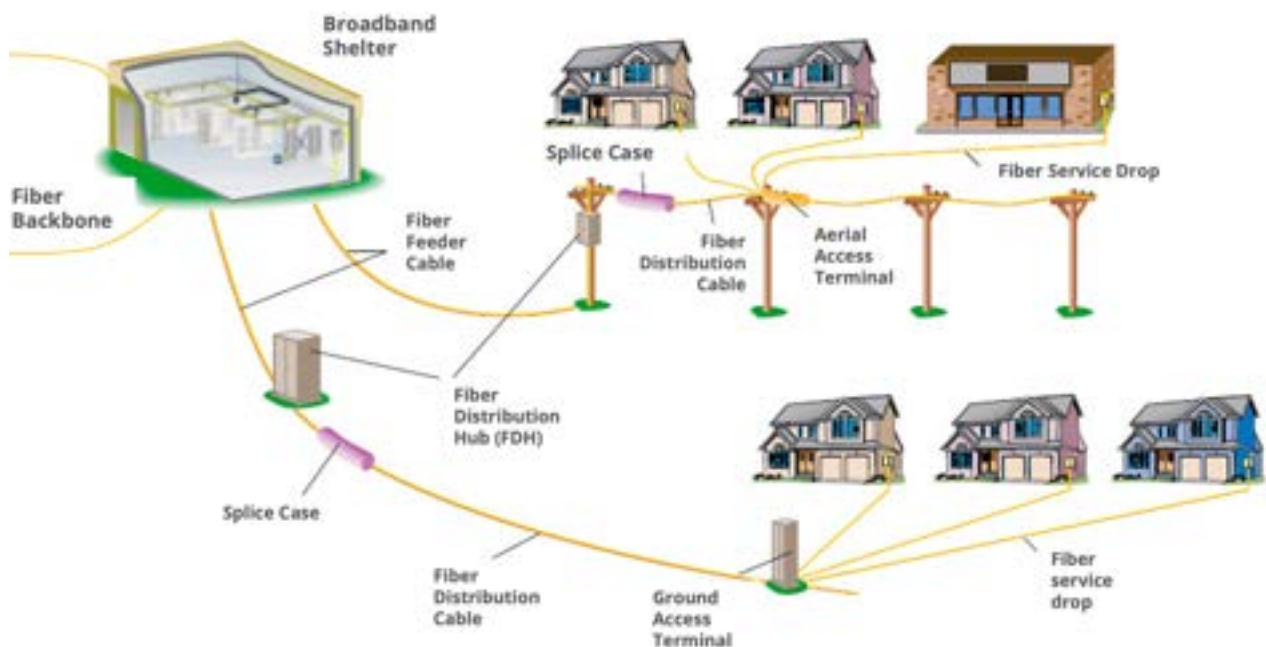 Broadband
Shelter
Fiber
Backbone
Fiber
Feeder
Cable
Splice Case
Fiber Service Drop
Fiber
Distribution
Cable
Aerial
Access
Terminal
Fiber
Distribution
Hub (FDH)
Splice Case
Fiber
Distribution
Cable
Ground
Access
Terminal
Fiber
service
drop